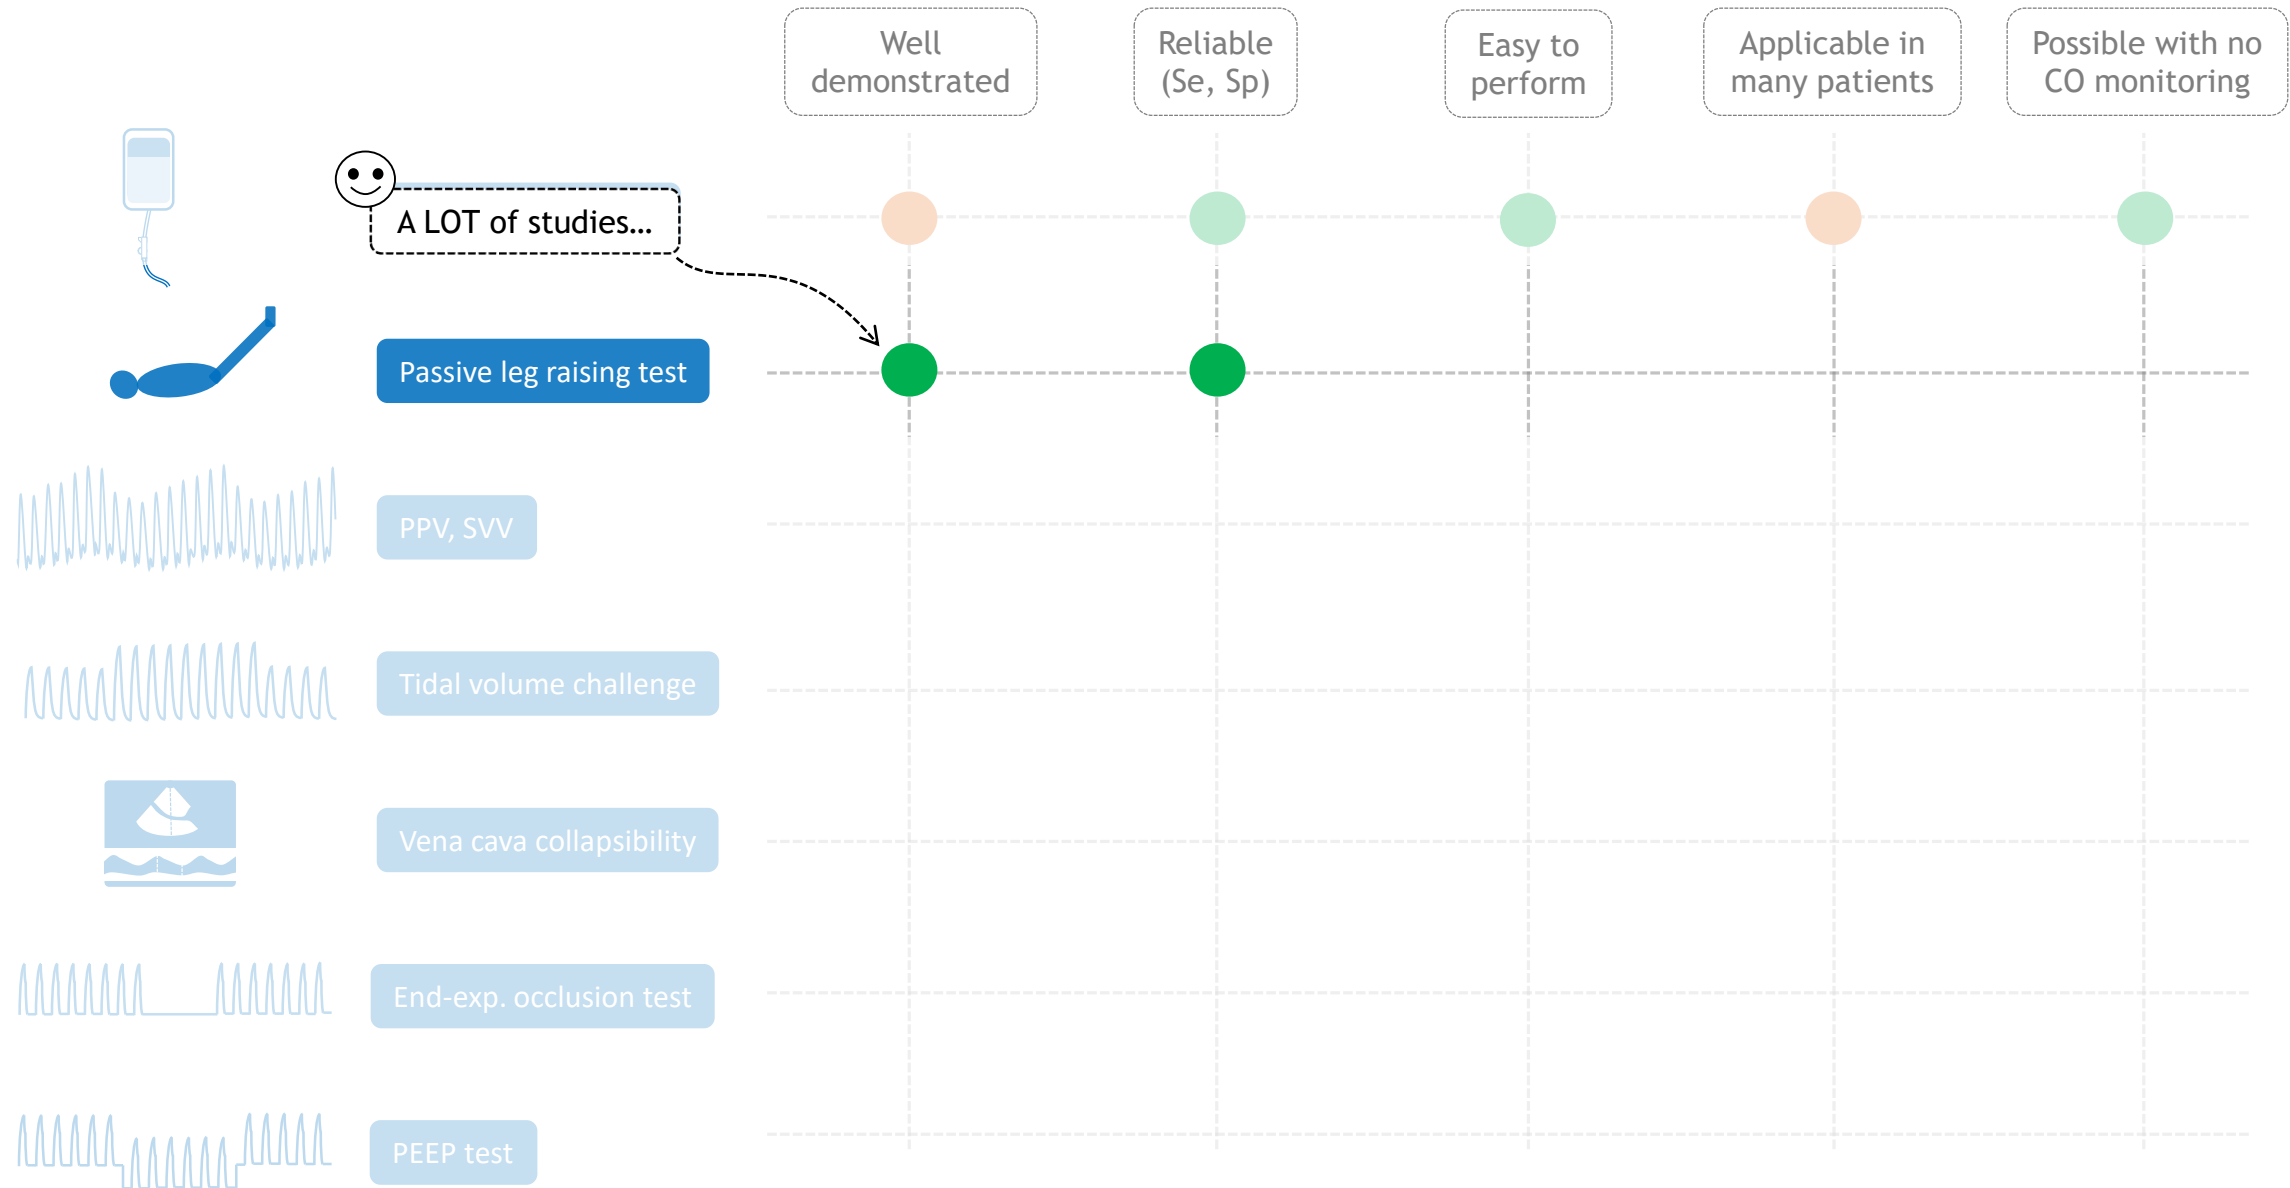 Well
demonstrated
Reliable
(Se, Sp)
Easy to
perform
Applicable in
many patients
Possible with no
CO monitoring
A LOT of studies...
Passive leg raising test
PPV, SVV
Tidal volume challenge
Vena cava collapsibility
End-exp. occlusion test
PEEP test